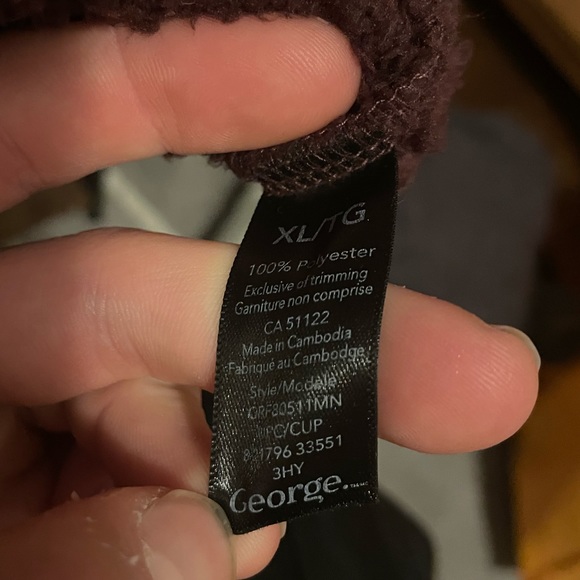 XL/TG
100% Polyester
Exclusive of trimming
Garniture non comprise
CA 51122
Made in Cambodia
Fabriqué au Cambodge
Style/Modèle
UPC/CUP
33551
3HY
George.